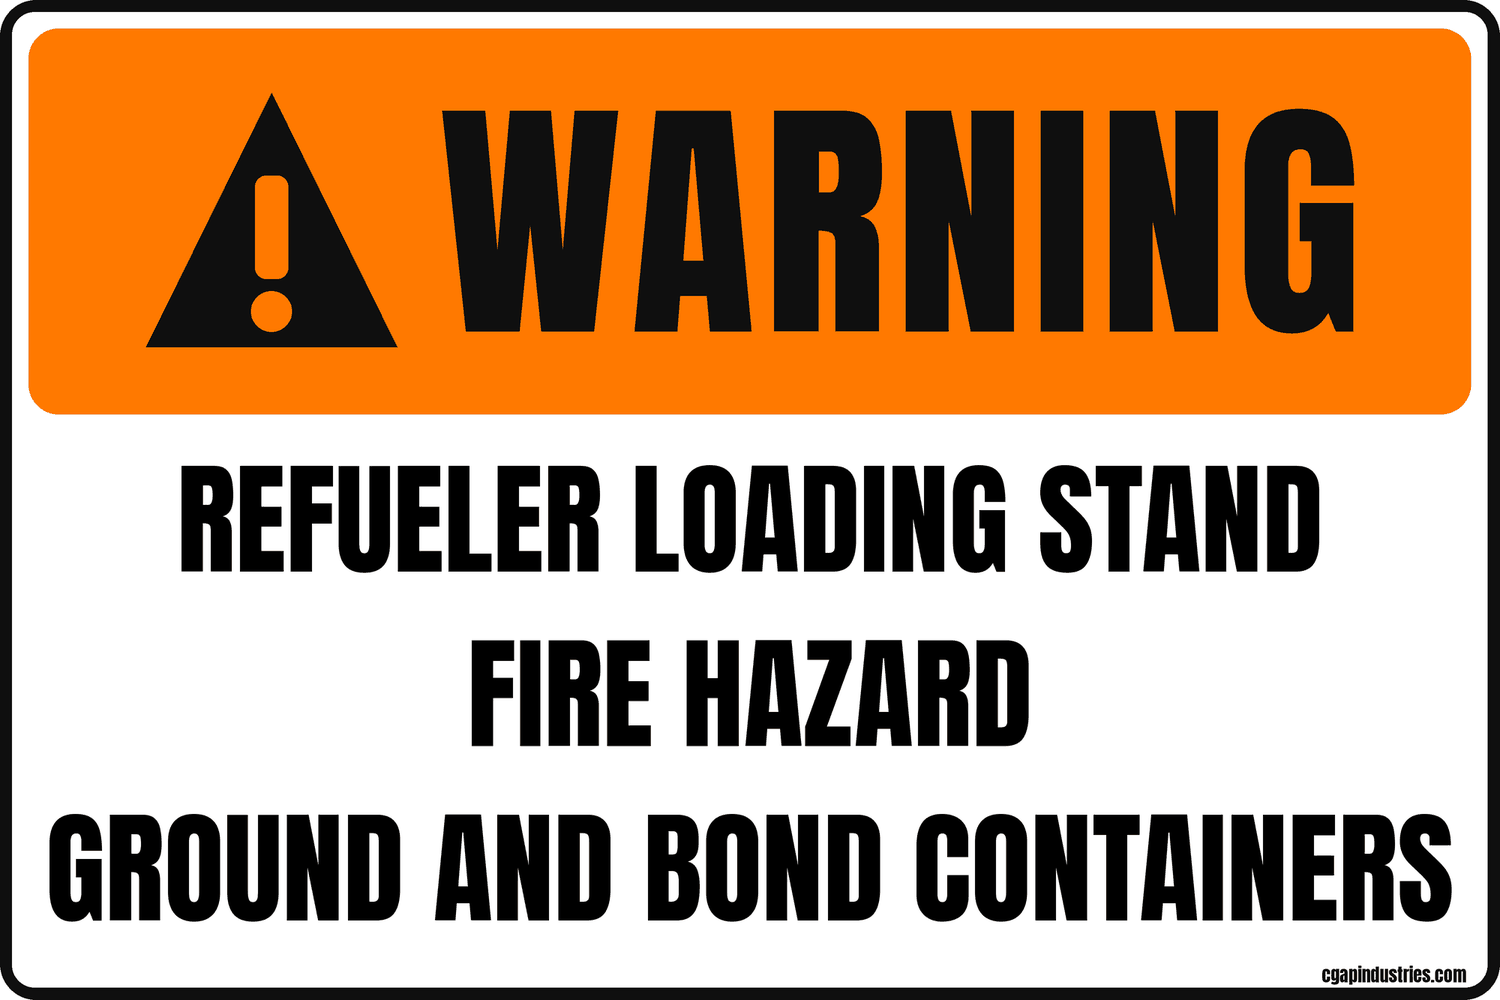 WARNING
REFUELER LOADING STAND
FIRE HAZARD
GROUND AND BOND CONTAINERS
cgapindustries.com